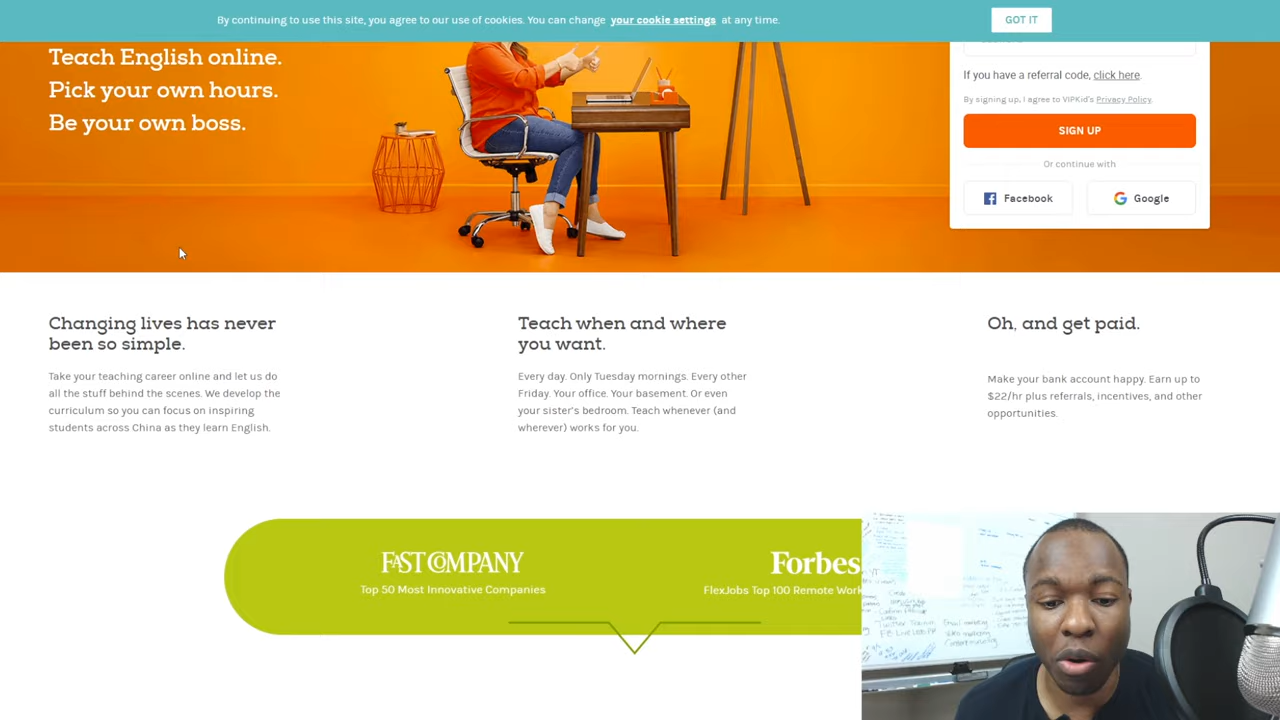 By continuing to use this site, you agree to our use of cookies. You can change your cookie settings at any time.
GOT IT
Teach English online.
Pick your own hours.
Be your own boss.
If you have a referral code, click here.
By signing up, I agree to VIPKid's Privacy Policy.
SIGN UP
Or continue with
Facebook
Google
Changing lives has never
been so simple.
Take your teaching career online and let us do
all the stuff behind the scenes. We develop the
curriculum so you can focus on inspiring
students across China as they learn English.
Teach when and where
you want.
Every day. Only Tuesday mornings. Every other
Friday. Your office. Your basement. Or even
your sister's bedroom. Teach whenever (and
wherever) works for you.
Oh, and get paid.
Make your bank account happy. Earn up to
$22/hr plus referrals, incentives, and other
opportunities.
FAST COMPANY
Top 50 Most Innovative Companies
Forbes
FlexJobs Top 100 Remote Work